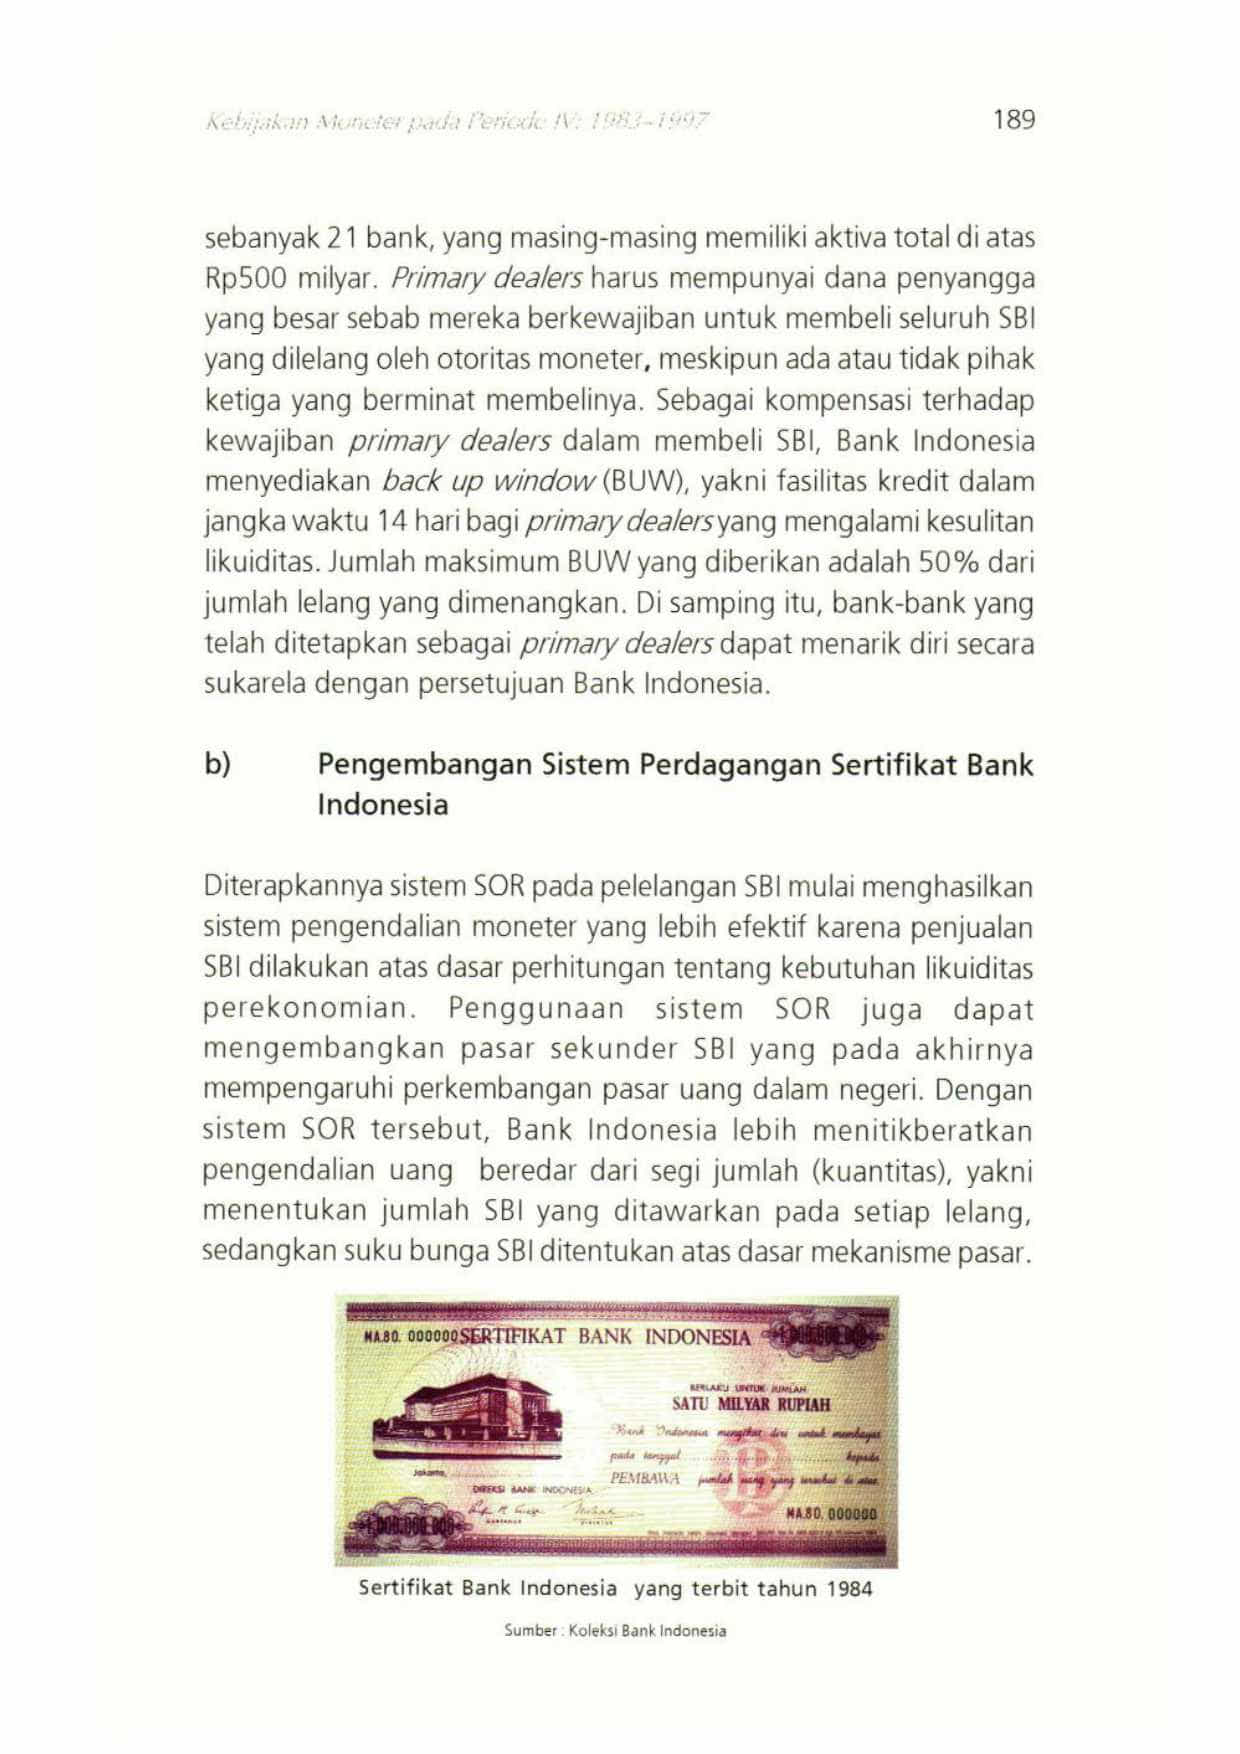 Kebijakan Moneter pada Periode IV: 1983–1997
189
sebanyak 21 bank, yang masing-masing memiliki aktiva total di atas
Rp500 milyar. Primary dealers harus mempunyai dana penyangga
yang besar sebab mereka berkewajiban untuk membeli seluruh SBI
yang dilelang oleh otoritas moneter, meskipun ada atau tidak pihak
ketiga yang berminat membelinya. Sebagai kompensasi terhadap
kewajiban primary dealers dalam membeli SBI, Bank Indonesia
menyediakan back up window (BUW), yakni fasilitas kredit dalam
jangka waktu 14 hari bagi primary dealers yang mengalami kesulitan
likuiditas. Jumlah maksimum BUW yang diberikan adalah 50% dari
jumlah lelang yang dimenangkan. Di samping itu, bank-bank yang
telah ditetapkan sebagai primary dealers dapat menarik diri secara
sukarela dengan persetujuan Bank Indonesia.
b) Pengembangan Sistem Perdagangan Sertifikat Bank
Indonesia
Diterapkannya sistem SOR pada pelelangan SBI mulai menghasilkan
sistem pengendalian moneter yang lebih efektif karena penjualan
SBI dilakukan atas dasar perhitungan tentang kebutuhan likuiditas
perekonomian. Penggunaan sistem SOR juga dapat
mengembangkan pasar sekunder SBI yang pada akhirnya
mempengaruhi perkembangan pasar uang dalam negeri. Dengan
sistem SOR tersebut, Bank Indonesia lebih menitikberatkan
pengendalian uang beredar dari segi jumlah (kuantitas), yakni
menentukan jumlah SBI yang ditawarkan pada setiap lelang,
sedangkan suku bunga SBI ditentukan atas dasar mekanisme pasar.
MA.80. 000000 SERTIFIKAT BANK INDONESIA 1.000.000.000
BERLAKU UNTUK JUMLAH
SATU MILYAR RUPIAH
Bank Indonesia mengikat diri untuk membayar
pada tanggal kepada
PEMBAWA jumlah uang yang tersebut di atas
Jakarta,
DIREKSI BANK INDONESIA
1.000.000.000
MA.80. 000000
Sertifikat Bank Indonesia yang terbit tahun 1984
Sumber : Koleksi Bank Indonesia